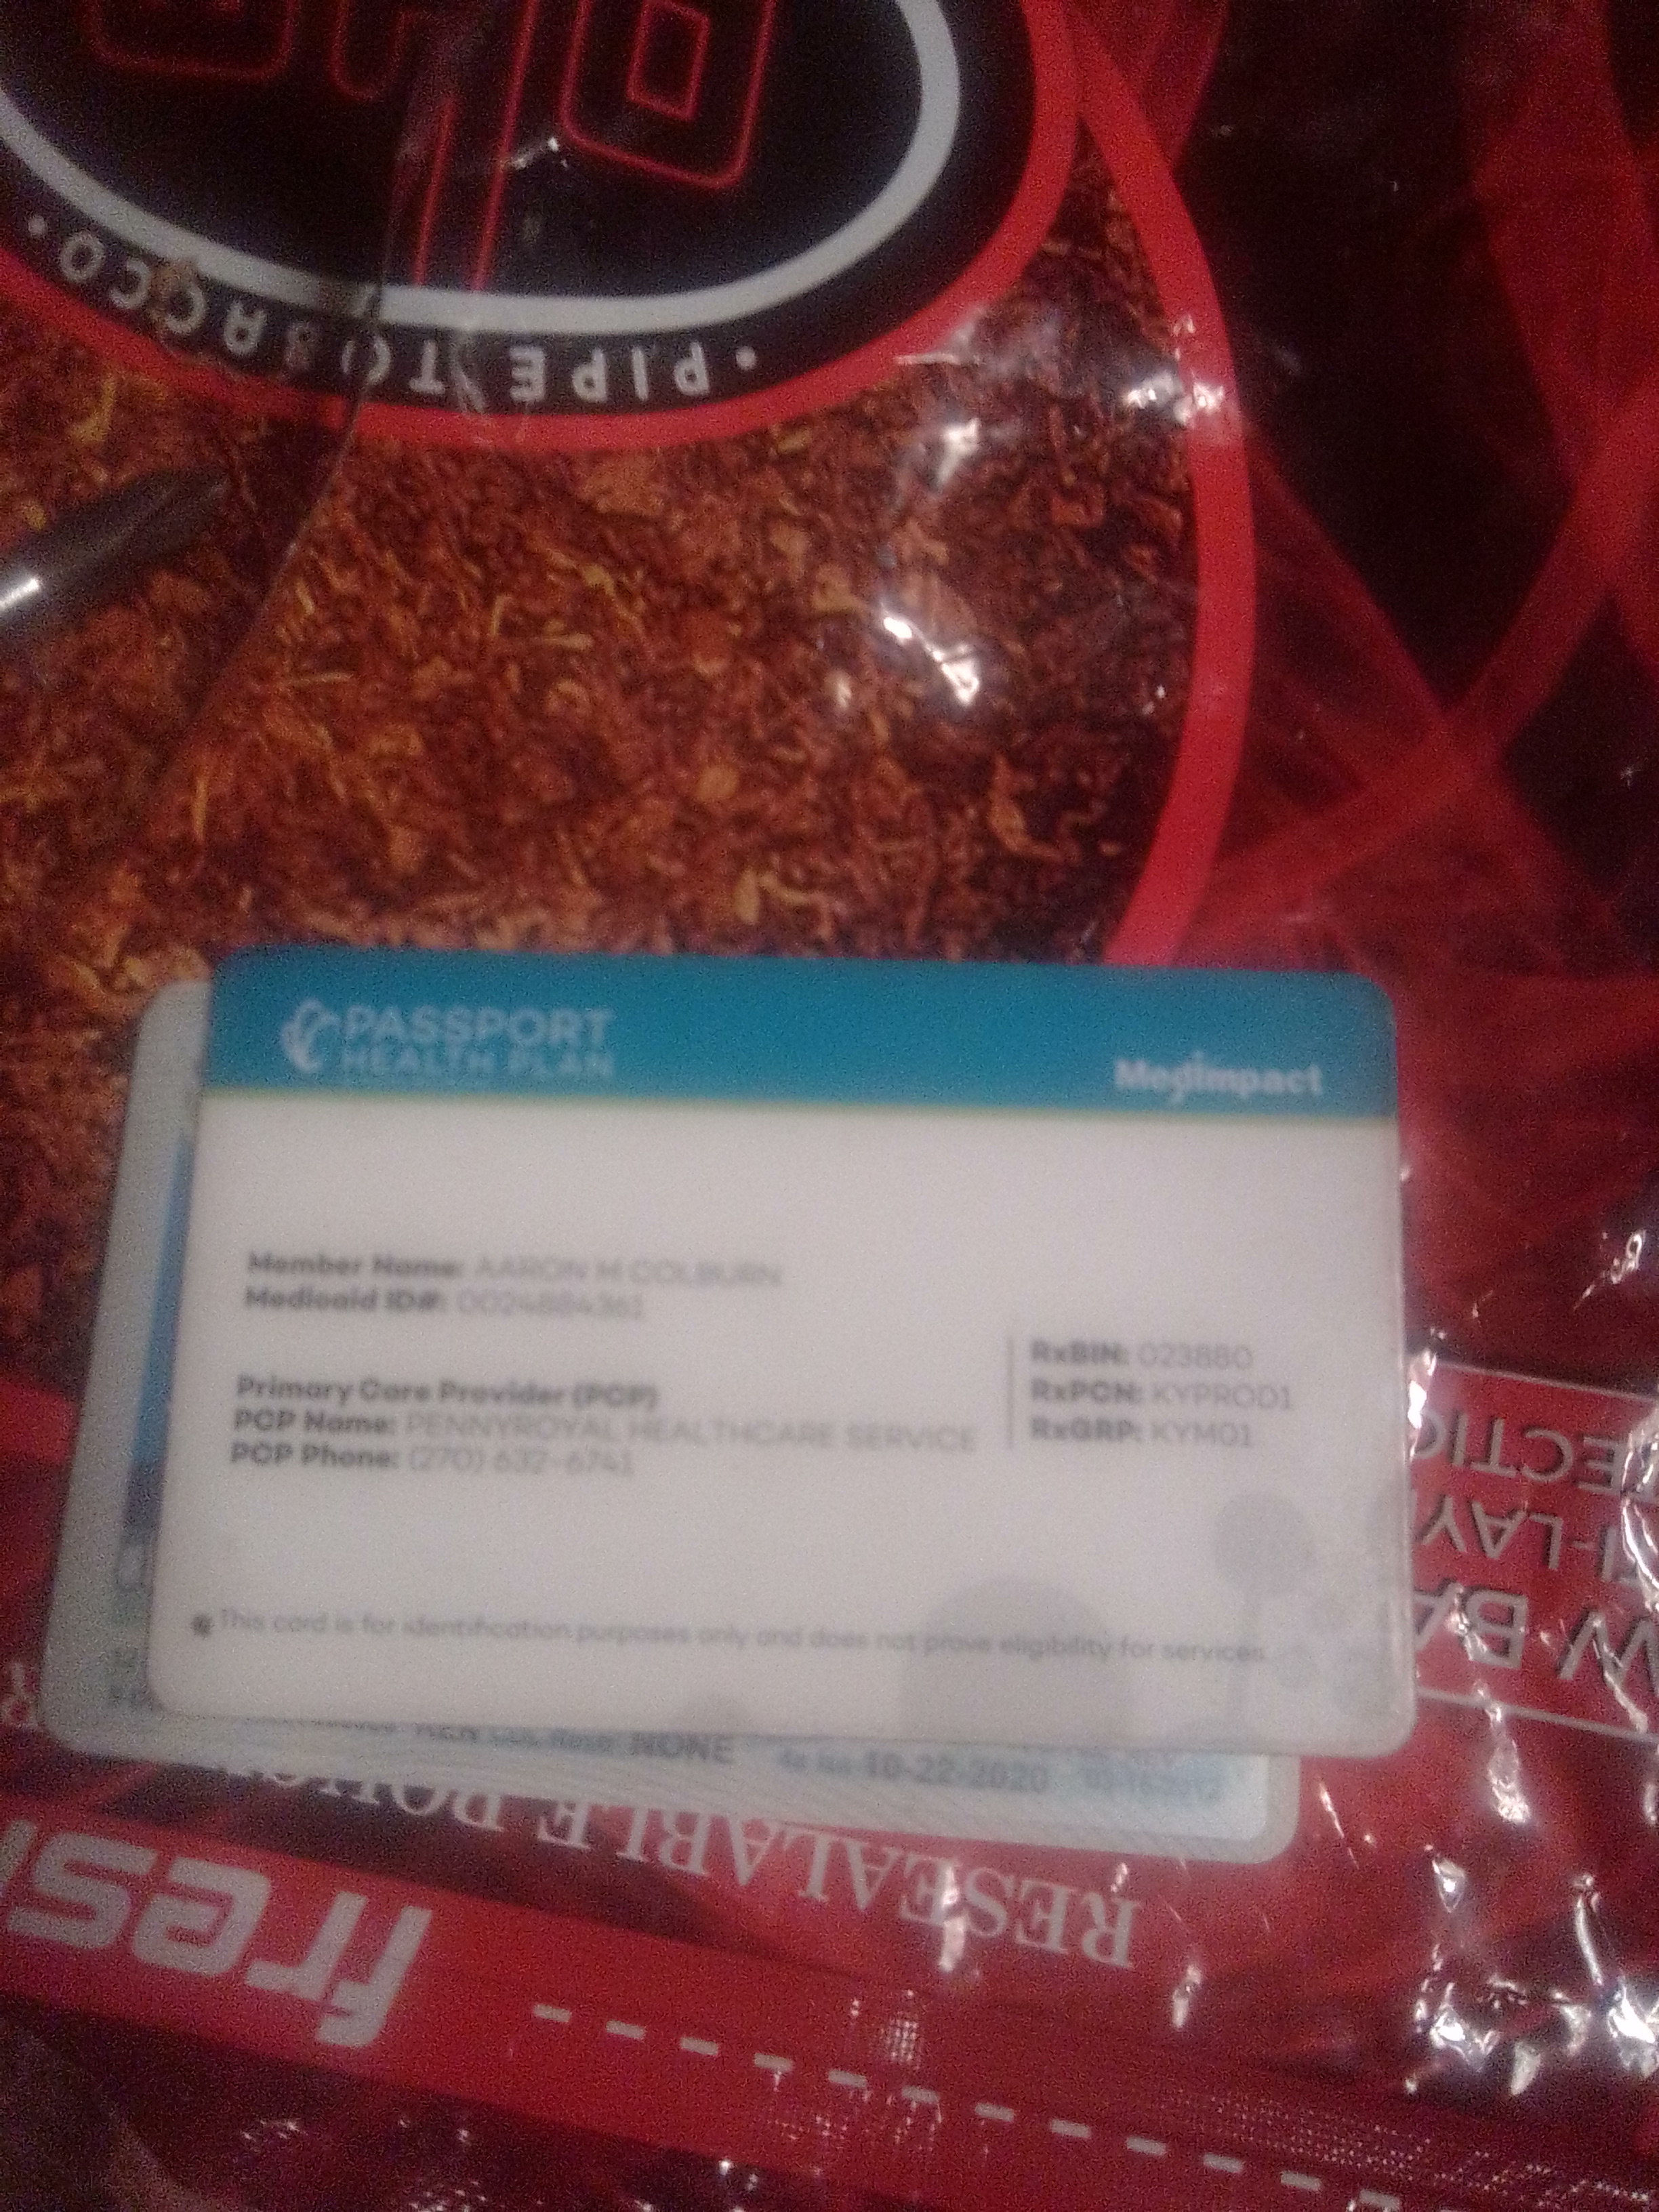 • PIPE TOBACCO •
PASSPORT
HEALTH PLAN
MedImpact
Member Name: AARON M COLBURN
Medicaid ID#: 0024884361
RxBIN: 023880
RxPCN: KYPROD1
RxGRP: KYM01
Primary Care Provider (PCP)
PCP Name: PENNYROYAL HEALTHCARE SERVICE
PCP Phone: (270) 632-6741
This card is for identification purposes only and does not prove eligibility for services.
NONE 10-22-2020
RESEALABLE